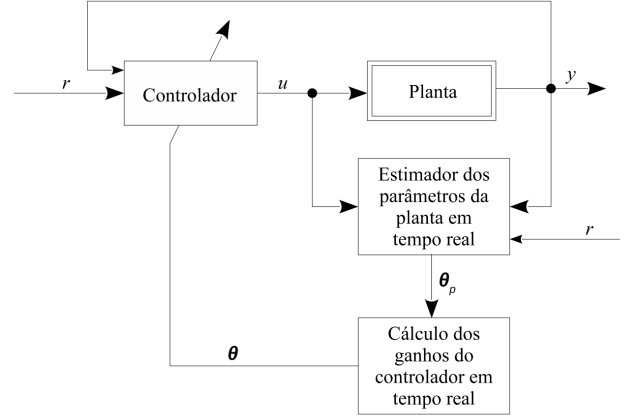 r
Controlador
u
Planta
y
Estimador dos
parâmetros da
planta em
tempo real
r
θp
Cálculo dos
ganhos do
controlador em
tempo real
θ